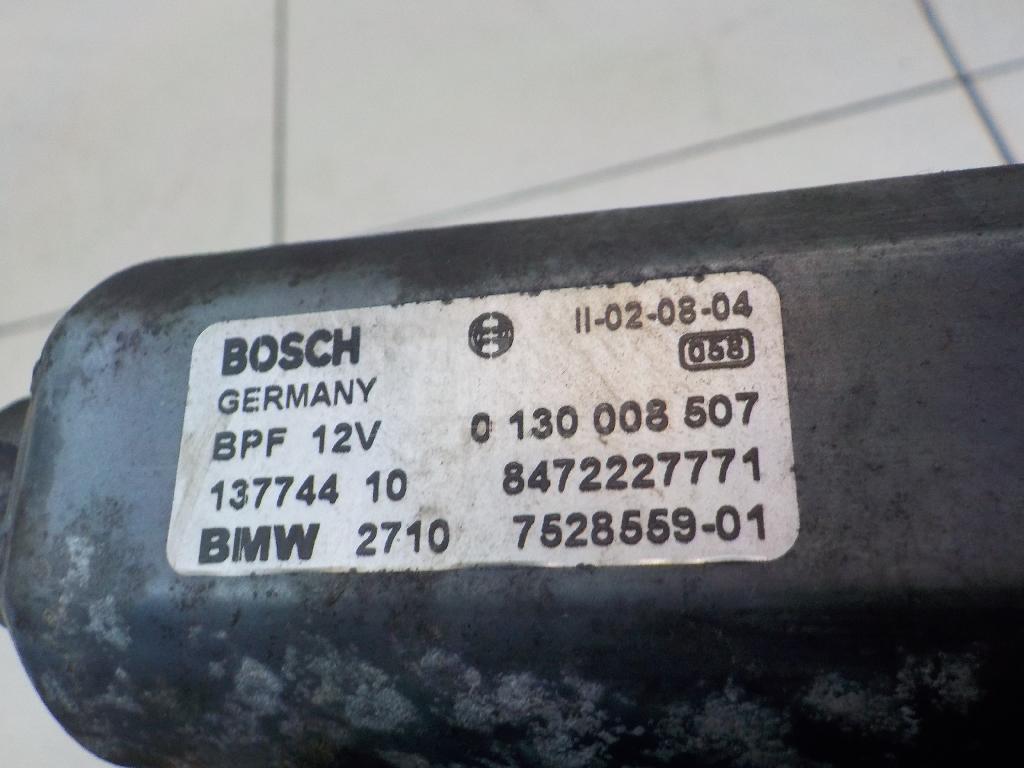 BOSCH II-02-08-04
GERMANY 058
BPF 12V 0 130 008 507
137744 10 8472227771
BMW 2710 7528559-01